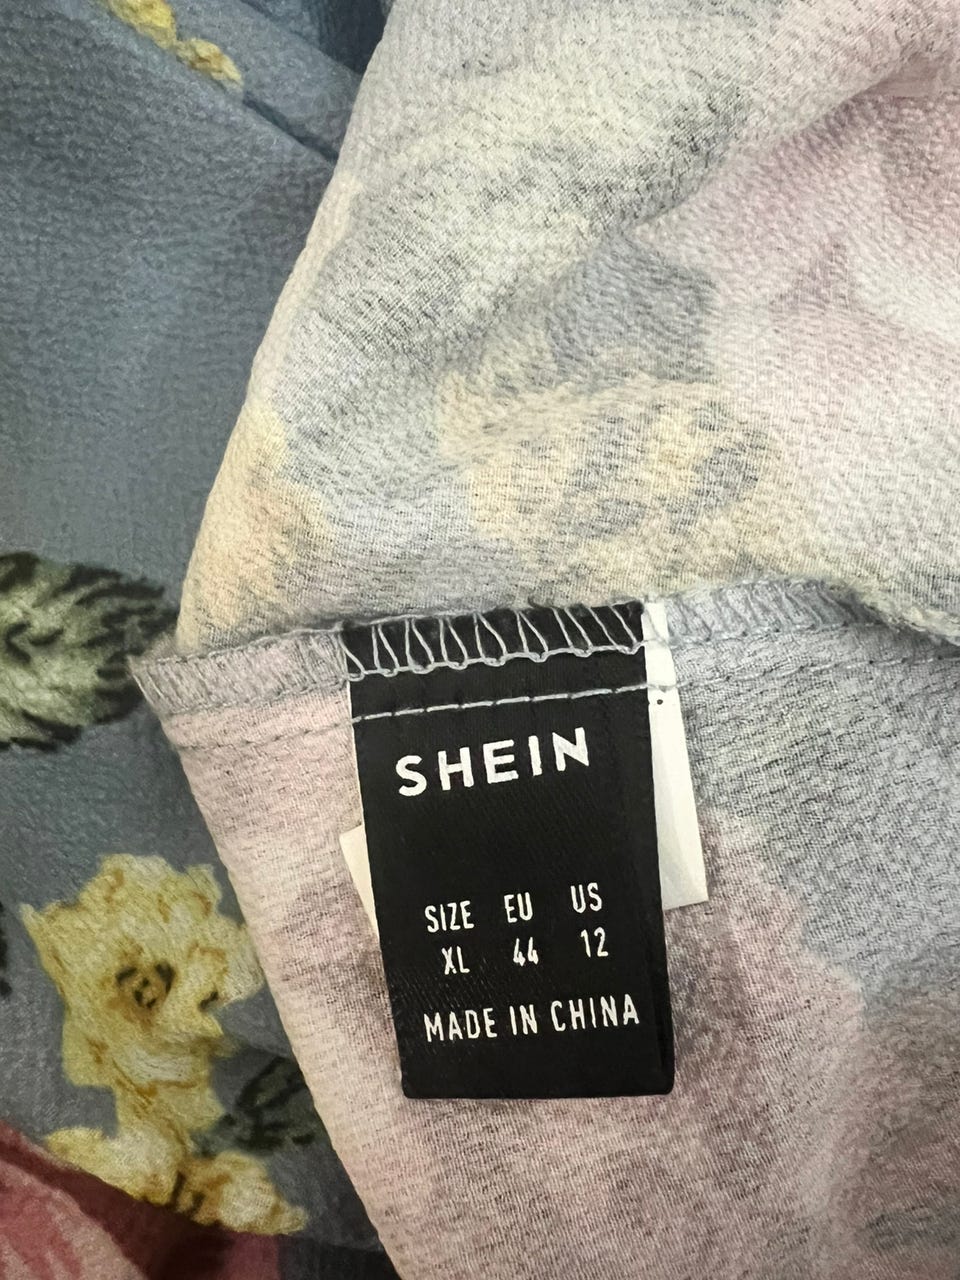 SHEIN
SIZE EU US
XL 44 12
MADE IN CHINA